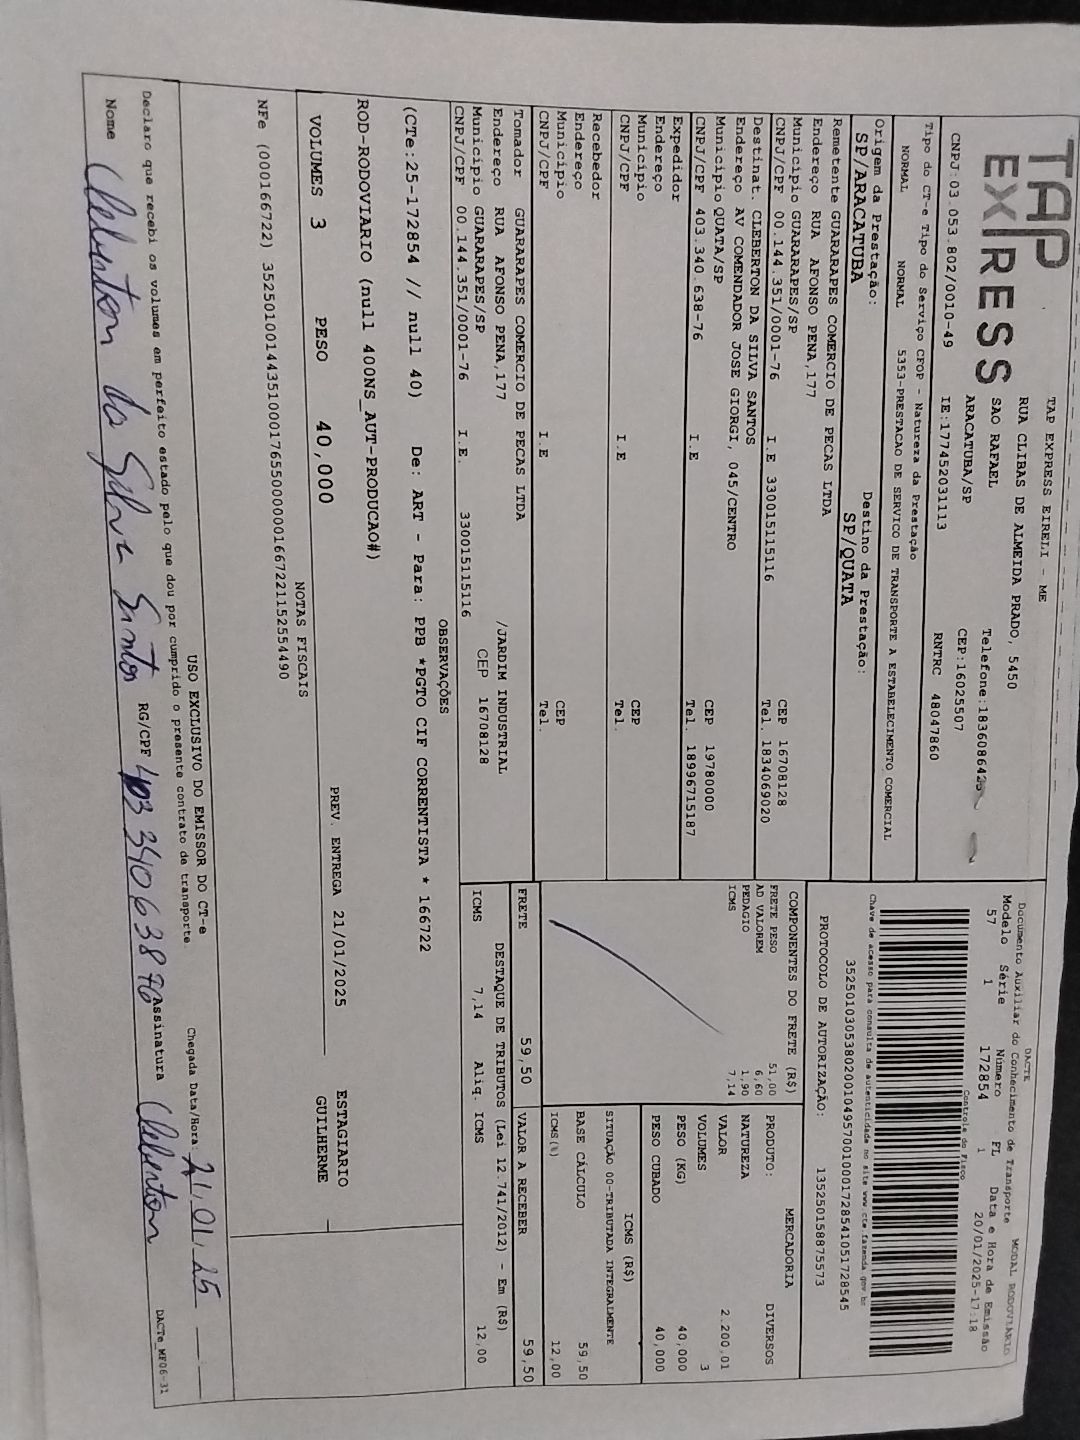 TAP EXPRESS
TAP EXPRESS EIRELI - ME
RUA CLIBAS DE ALMEIDA PRADO, 5450
SAO RAFAEL Telefone:1836086425
ARACATUBA/SP CEP:16025507
CNPJ:03.053.802/0010-49 IE:177452031113 RNTRC 48047860
Tipo do CT-e Tipo do Serviço CFOP - Natureza da Prestação
NORMAL NORMAL 5353-PRESTACAO DE SERVICO DE TRANSPORTE A ESTABELECIMENTO COMERCIAL
Origem da Prestação: Destino da Prestação:
SP/ARACATUBA SP/QUATA
DACTE
Documento Auxiliar do Conhecimento de Transporte MODAL RODOVIARIO
Modelo Série Número FL Data e Hora de Emissão
57 1 172854 1 20/01/2025-17:18
Controle do Fisco
Chave de acesso para consulta de autenticidade no site www.cte.fazenda.gov.br
35250103053802001049570010001728541051728545
PROTOCOLO DE AUTORIZAÇÃO: 135250158875573
Remetente GUARARAPES COMERCIO DE PECAS LTDA
Endereço RUA AFONSO PENA,177
Município GUARARAPES/SP CEP 16708128
CNPJ/CPF 00.144.351/0001-76 I.E 330015115116 Tel. 1834069020
Destinat. CLEBERTON DA SILVA SANTOS
Endereço AV COMENDADOR JOSE GIORGI, 045/CENTRO
Município QUATA/SP CEP 19780000
CNPJ/CPF 403.340.638-76 I.E Tel. 18996715187
Expedidor
Endereço
Município CEP
CNPJ/CPF I.E Tel.
Recebedor
Endereço
Município CEP
CNPJ/CPF I.E Tel.
Tomador GUARARAPES COMERCIO DE PECAS LTDA
Endereço RUA AFONSO PENA,177 /JARDIM INDUSTRIAL
Município GUARARAPES/SP CEP 16708128
CNPJ/CPF 00.144.351/0001-76 I.E. 330015115116
COMPONENTES DO FRETE (R$)
FRETE PESO 51,00
AD VALOREM 6,60
PEDAGIO 1,90
ICMS 7,14
MERCADORIA
PRODUTO: DIVERSOS
NATUREZA
VALOR 2.200,01
VOLUMES 3
PESO (KG) 40,000
PESO CUBADO 40,000
ICMS (R$)
SITUAÇÃO 00-TRIBUTADA INTEGRALMENTE
BASE CÁLCULO 59,50
ICMS(%) 12,00
FRETE 59,50 VALOR A RECEBER 59,50
DESTAQUE DE TRIBUTOS (Lei 12.741/2012) - Em (R$)
ICMS 7,14 Aliq. ICMS 12,00
OBSERVAÇÕES
(CTe:25-172854 // null 40) De: ART - Para: PPB *PGTO CIF CORRENTISTA * 166722
ROD-RODOVIARIO (null 400NS_AUT-PRODUCAO#)
VOLUMES 3 PESO 40,000 PREV. ENTREGA 21/01/2025 ESTAGIARIO
GUILHERME
NOTAS FISCAIS
NFe (000166722) 35250100144351000176550000001667221152554490
USO EXCLUSIVO DO EMISSOR DO CT-e
Declaro que recebi os volumes em perfeito estado pelo que dou por cumprido o presente contrato de transporte. Chegada Data/Hora: 21/01/25
Nome Cleberton da Silva Santos RG/CPF 403 340 638 76 Assinatura Cleberton
DACTe_MF06-31